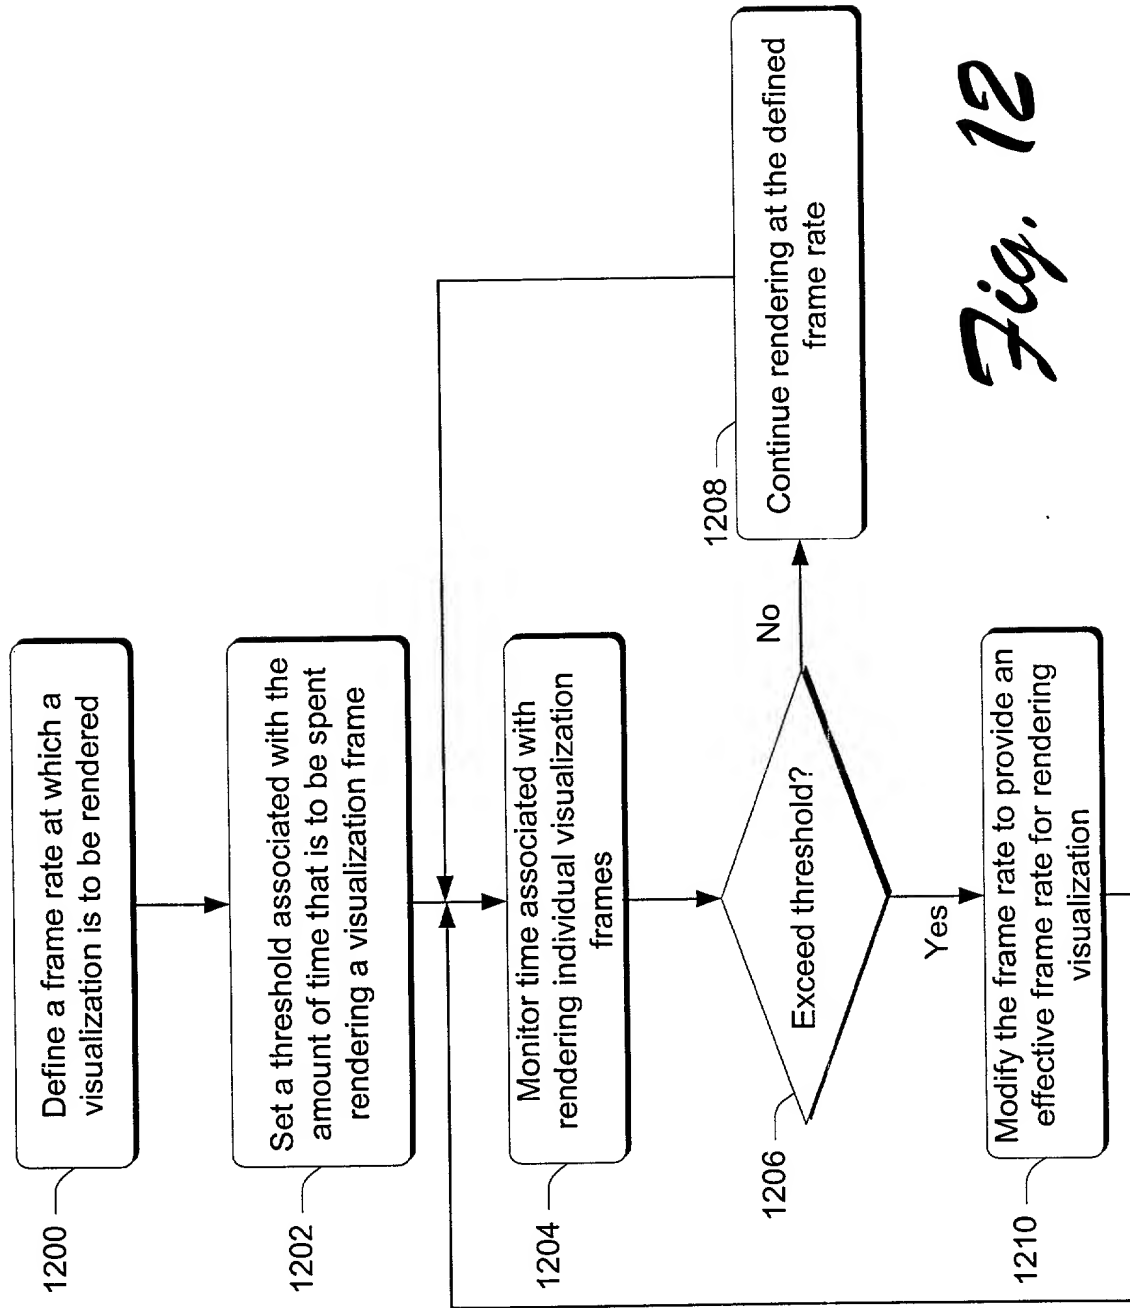 1200
Define a frame rate at which a
visualization is to be rendered
1202
Set a threshold associated with the
amount of time that is to be spent
rendering a visualization frame
1204
Monitor time associated with
rendering individual visualization
frames
1206
Exceed threshold?
No
1208
Continue rendering at the defined
frame rate
Yes
1210
Modify the frame rate to provide an
effective frame rate for rendering
visualization
Fig. 12